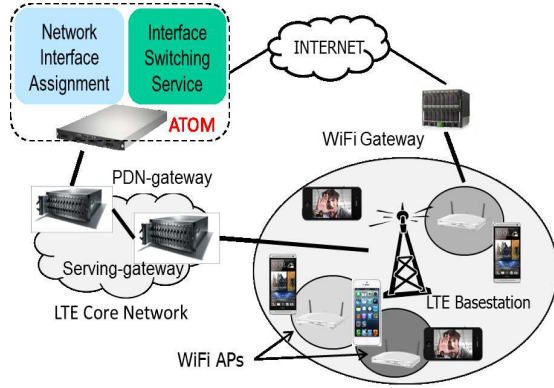 Network
Interface
Assignment
Interface
Switching
Service
ATOM
INTERNET
WiFi Gateway
PDN-gateway
Serving-gateway
LTE Core Network
LTE Basestation
WiFi APs